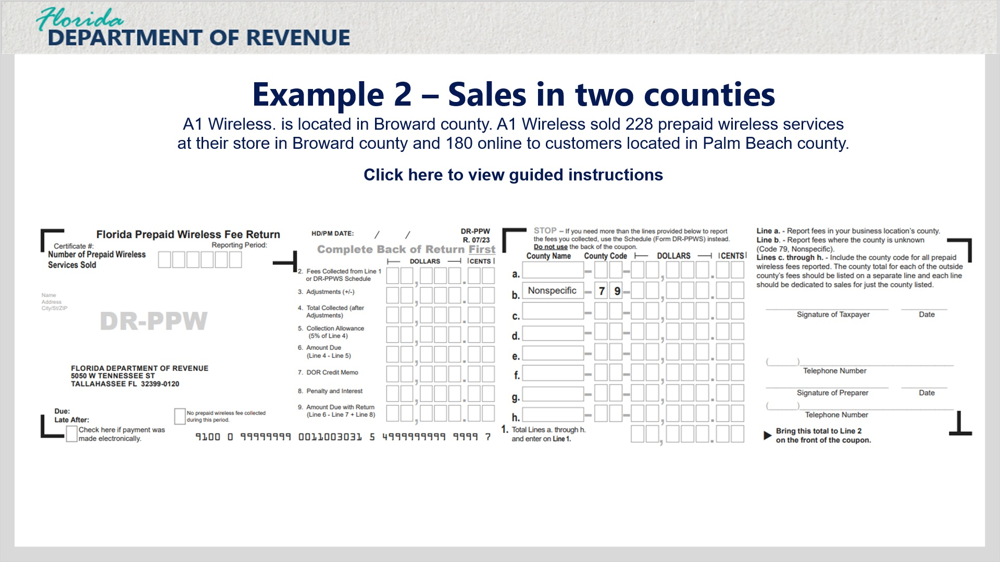 Florida
DEPARTMENT OF REVENUE
Example 2 – Sales in two counties
A1 Wireless. is located in Broward county. A1 Wireless sold 228 prepaid wireless services
at their store in Broward county and 180 online to customers located in Palm Beach county.
Click here to view guided instructions
Florida Prepaid Wireless Fee Return
Certificate #:
Reporting Period:
Number of Prepaid Wireless
Services Sold
Name
Address
City/St/ZIP
DR-PPW
FLORIDA DEPARTMENT OF REVENUE
5050 W TENNESSEE ST
TALLAHASSEE FL 32399-0120
Due:
Late After:
No prepaid wireless fee collected
during this period.
Check here if payment was
made electronically.
HD/PM DATE: / /
DR-PPW
R. 07/23
Complete Back of Return First
DOLLARS CENTS
2. Fees Collected from Line 1
or DR-PPWS Schedule
3. Adjustments (+/-)
4. Total Collected (after
Adjustments)
5. Collection Allowance
(5% of Line 4)
6. Amount Due
(Line 4 - Line 5)
7. DOR Credit Memo
8. Penalty and Interest
9. Amount Due with Return
(Line 6 - Line 7 + Line 8)
9100 0 99999999 0011003031 5 4999999999 9999 7
STOP – If you need more than the lines provided below to report
the fees you collected, use the Schedule (Form DR-PPWS) instead.
Do not use the back of the coupon.
County Name County Code DOLLARS CENTS
a.
b. Nonspecific 7 9
c.
d.
e.
f.
g.
h.
1. Total Lines a. through h.
and enter on Line 1.
Line a. - Report fees in your business location's county.
Line b. - Report fees where the county is unknown
(Code 79, Nonspecific).
Lines c. through h. - Include the county code for all prepaid
wireless fees reported. The county total for each of the outside
county's fees should be listed on a separate line and each line
should be dedicated to sales for just the county listed.
Signature of Taxpayer Date
( )
Telephone Number
Signature of Preparer Date
( )
Telephone Number
Bring this total to Line 2
on the front of the coupon.